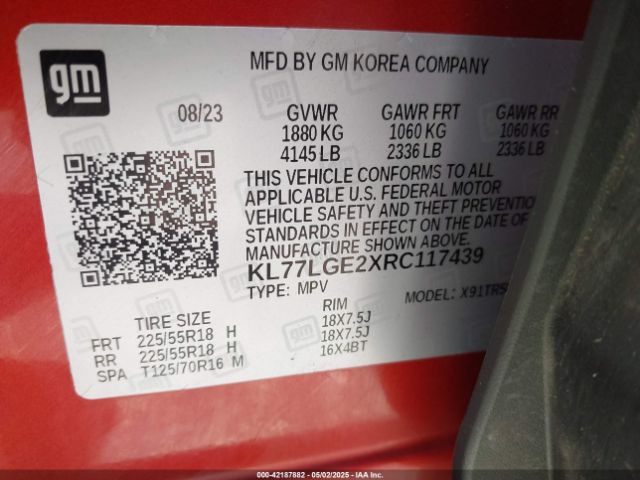 gm
MFD BY GM KOREA COMPANY
08/23 GVWR GAWR FRT GAWR RR
1880 KG 1060 KG 1060 KG
4145 LB 2336 LB 2336 LB
THIS VEHICLE CONFORMS TO ALL
APPLICABLE U.S. FEDERAL MOTOR
VEHICLE SAFETY AND THEFT PREVENTION
STANDARDS IN EFFECT ON THE DATE OF
MANUFACTURE SHOWN ABOVE.
KL77LGE2XRC117439
TYPE: MPV MODEL:
TIRE SIZE RIM
FRT 225/55R18 H 18X7.5J
RR 225/55R18 H 18X7.5J
SPA T125/70R16 M 16X4BT
000-42187882 - 05/02/2025 - IAA, Inc.